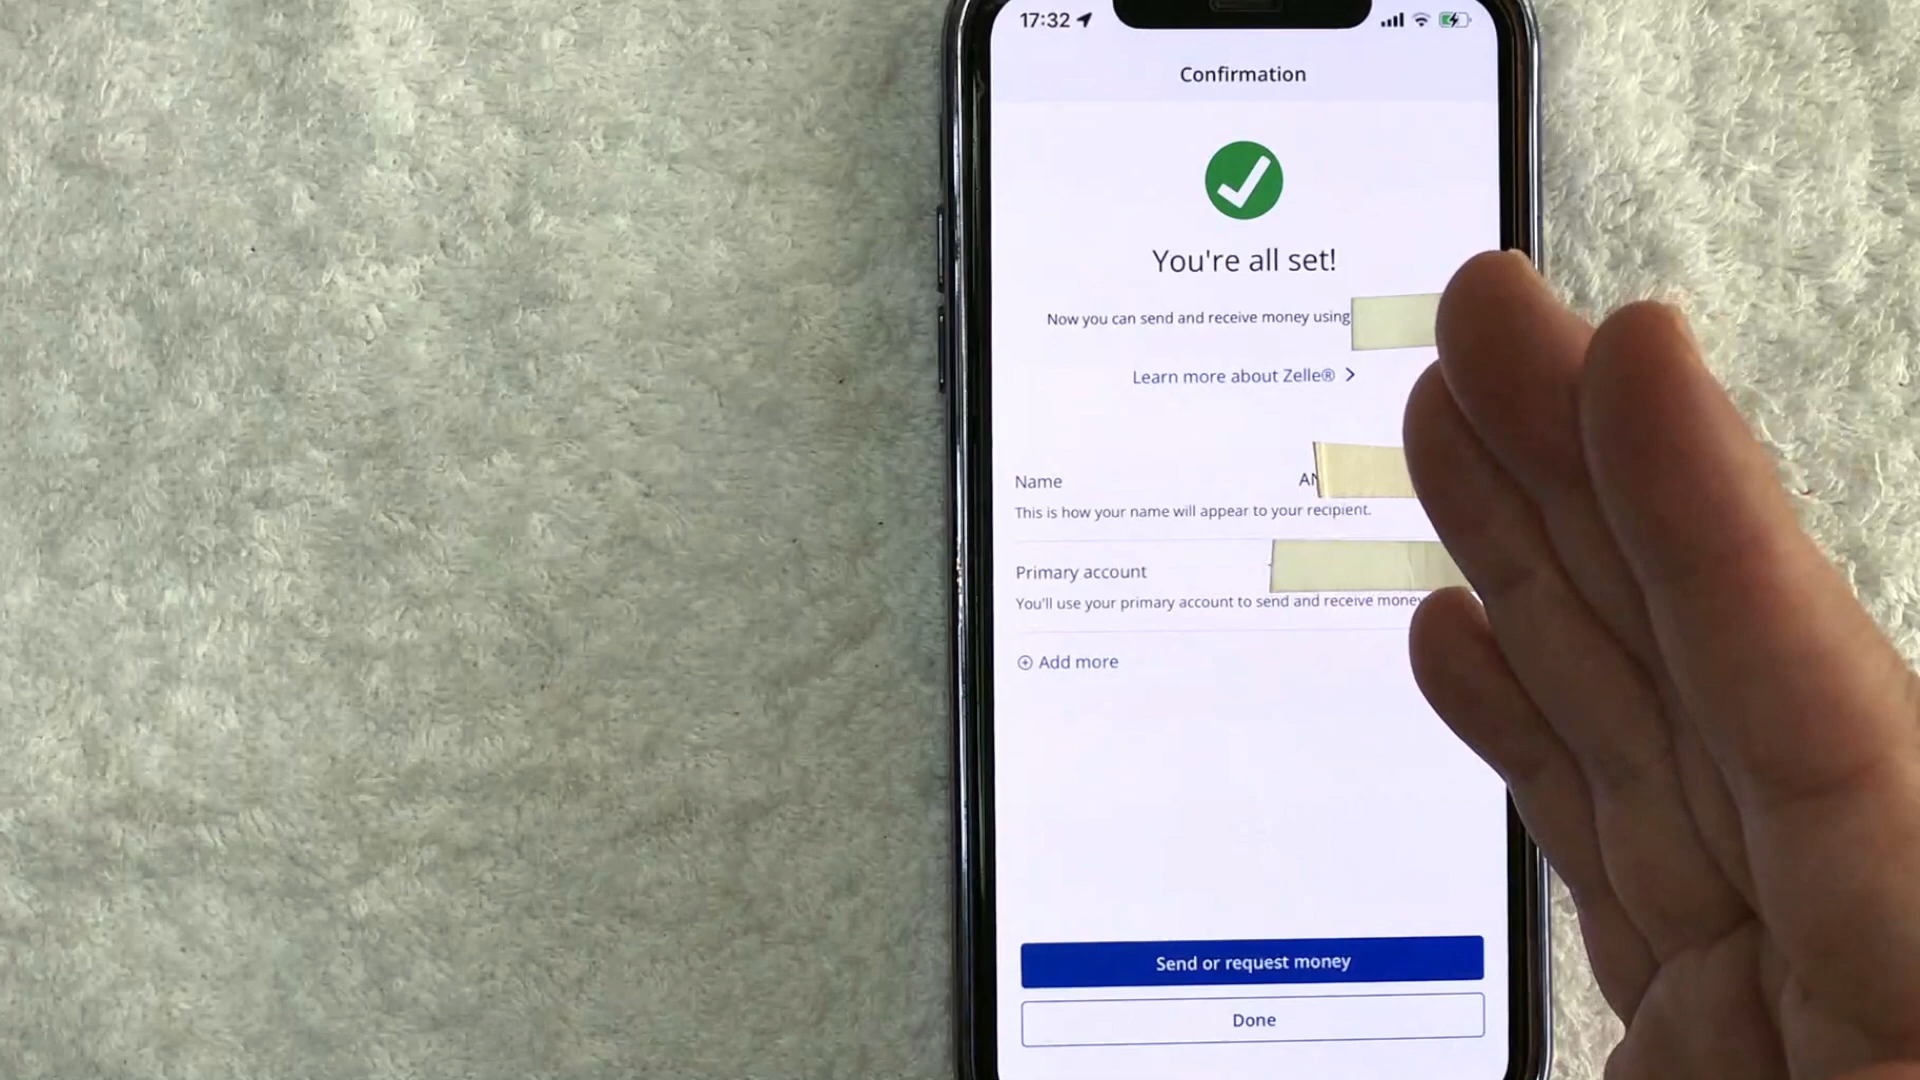 17:32
Confirmation
You're all set!
Now you can send and receive money using
Learn more about Zelle®
Name
This is how your name will appear to your recipient.
Primary account
You'll use your primary account to send and receive money
Add more
Send or request money
Done